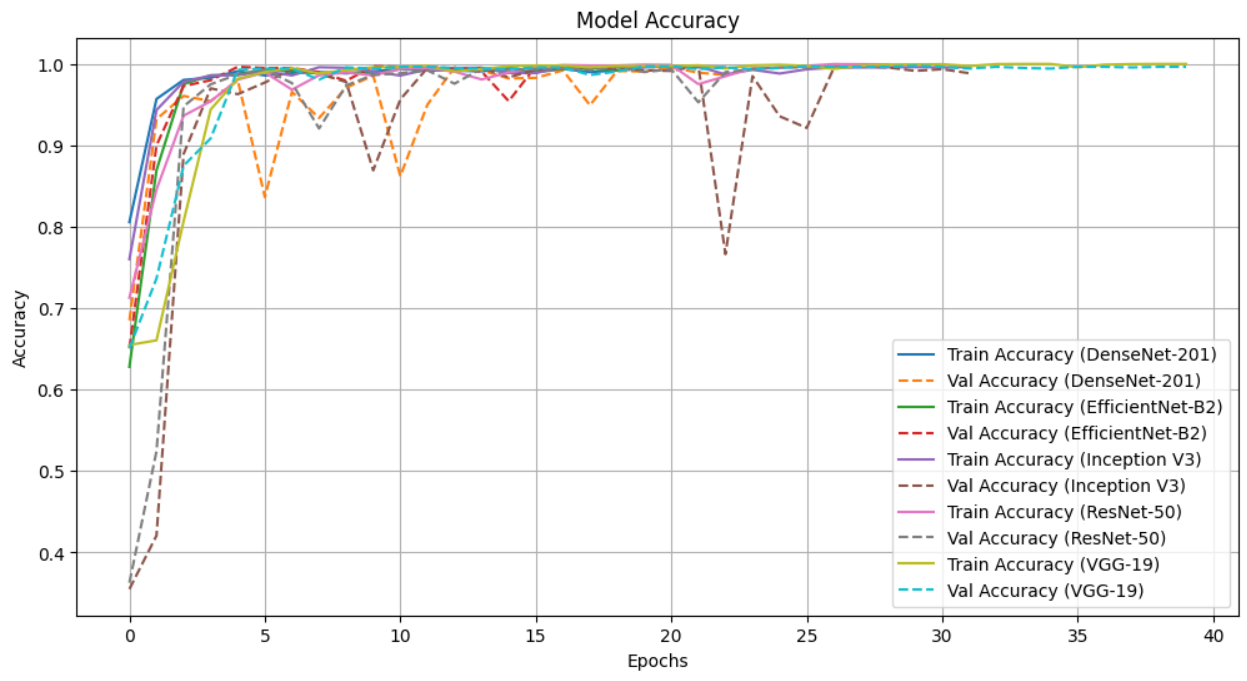 Model Accuracy
Accuracy
1.0
0.9
0.8
0.7
0.6
0.5
0.4
Train Accuracy (DenseNet-201)
Val Accuracy (DenseNet-201)
Train Accuracy (EfficientNet-B2)
Val Accuracy (EfficientNet-B2)
Train Accuracy (Inception V3)
Val Accuracy (Inception V3)
Train Accuracy (ResNet-50)
Val Accuracy (ResNet-50)
Train Accuracy (VGG-19)
Val Accuracy (VGG-19)
0 5 10 15 20 25 30 35 40
Epochs